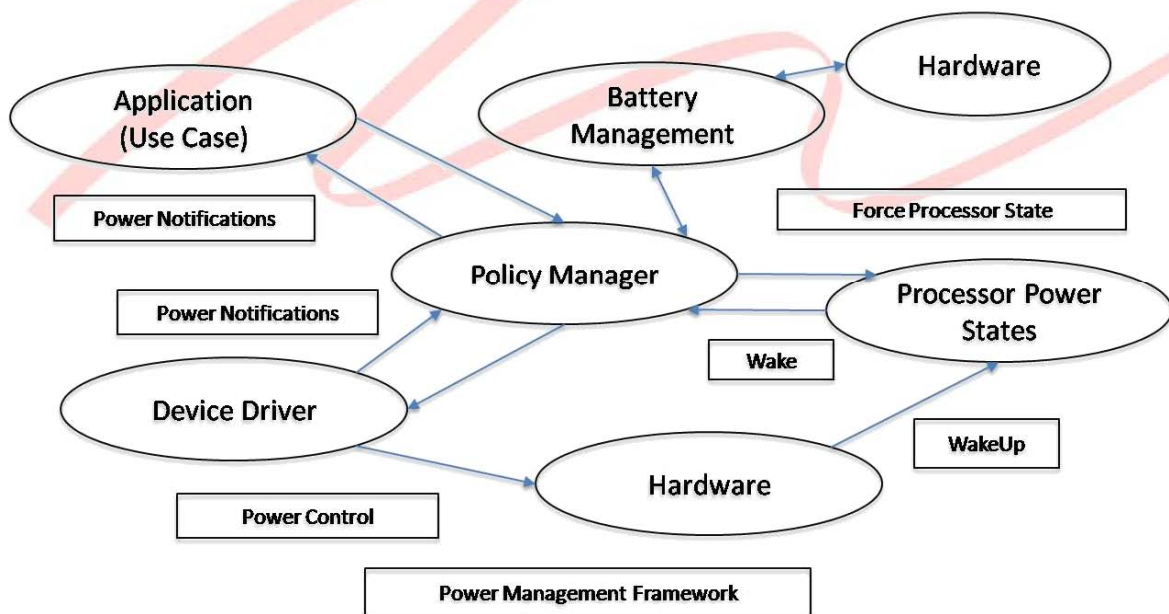 Hardware
Application
(Use Case)
Battery
Management
Power Notifications
Force Processor State
Policy Manager
Power Notifications
Processor Power
States
Wake
Device Driver
WakeUp
Hardware
Power Control
Power Management Framework